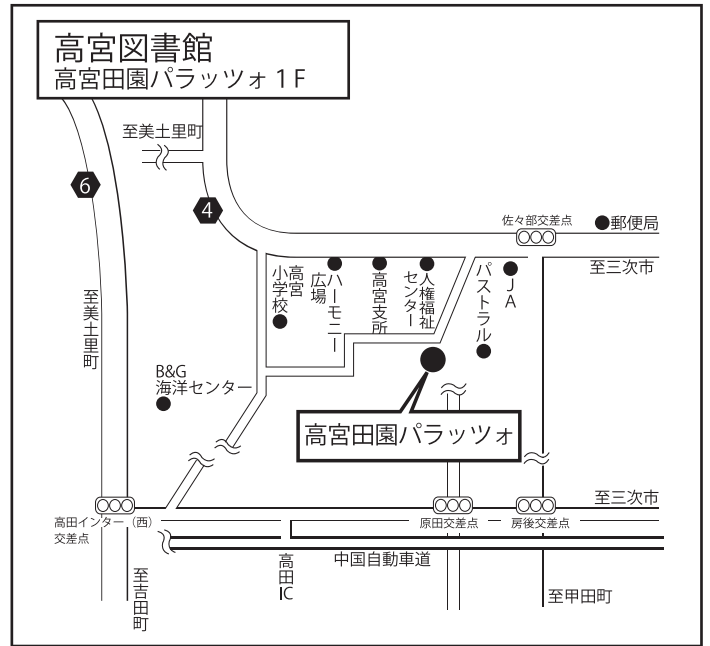 高宮図書館
高宮田園パラッツォ 1F
至美土里町
6
4
佐々部交差点
郵便局
至三次市
高宮
小学校
ハーモニー
広場
高宮支所
人権福祉
センター
パストラル
JA
至美土里町
B&G
海洋センター
高宮田園パラッツォ
至三次市
高田インター（西）
交差点
原田交差点
房後交差点
中国自動車道
高田IC
至吉田町
至甲田町